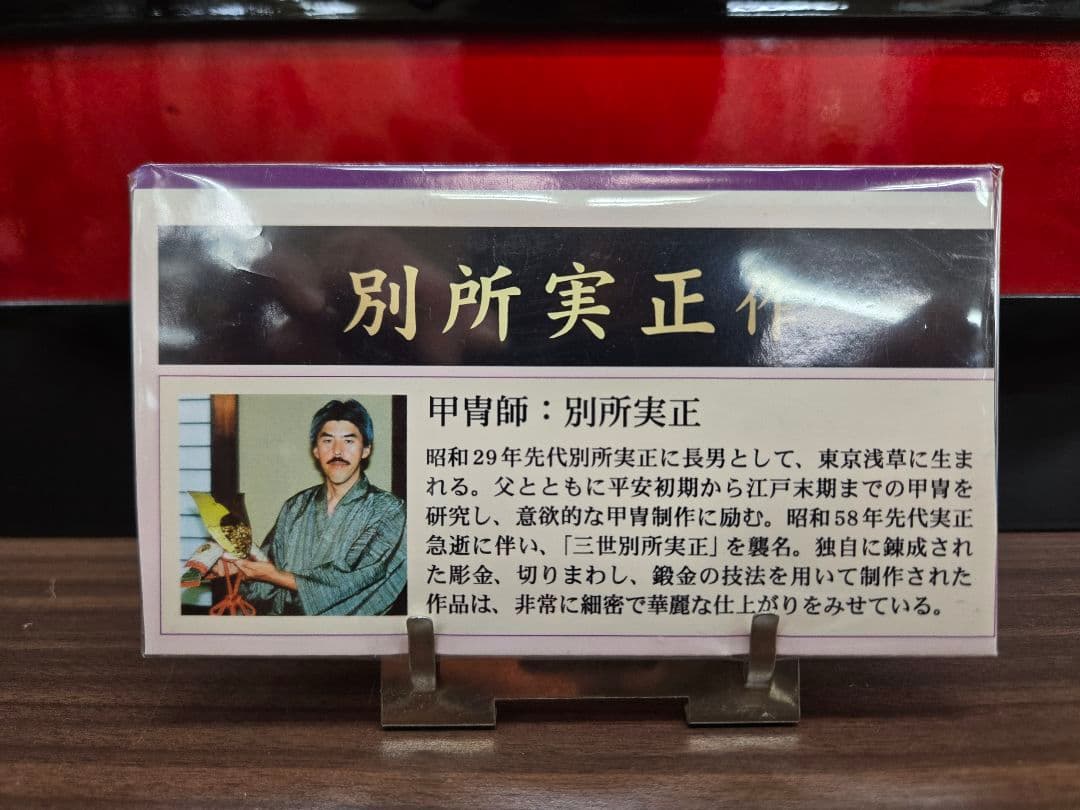 別所実正作
甲冑師：別所実正
昭和29年先代別所実正に長男として、東京浅草に生ま
れる。父とともに平安初期から江戸末期までの甲冑を
研究し、意欲的な甲冑制作に励む。昭和58年先代実正
急逝に伴い、「三世別所実正」を襲名。独自に錬成され
た彫金、切りまわし、鍛金の技法を用いて制作された
作品は、非常に細密で華麗な仕上がりをみせている。